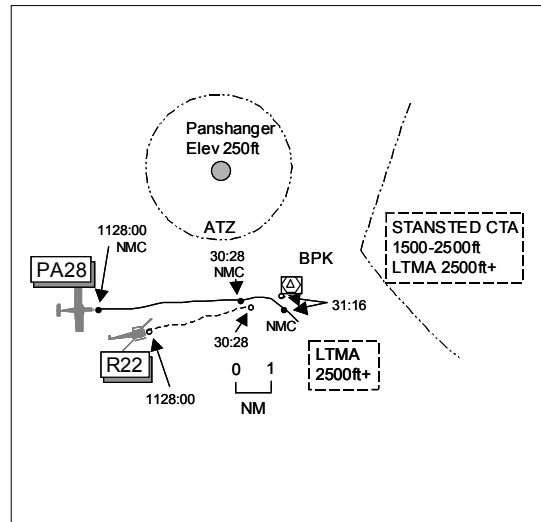 Panshanger
Elev 250ft
ATZ
1128:00
NMC
PA28
30:28
NMC
BPK
STANSTED CTA
1500-2500ft
LTMA 2500ft+
31:16
NMC
30:28
R22
1128:00
0 1
NM
LTMA
2500ft+